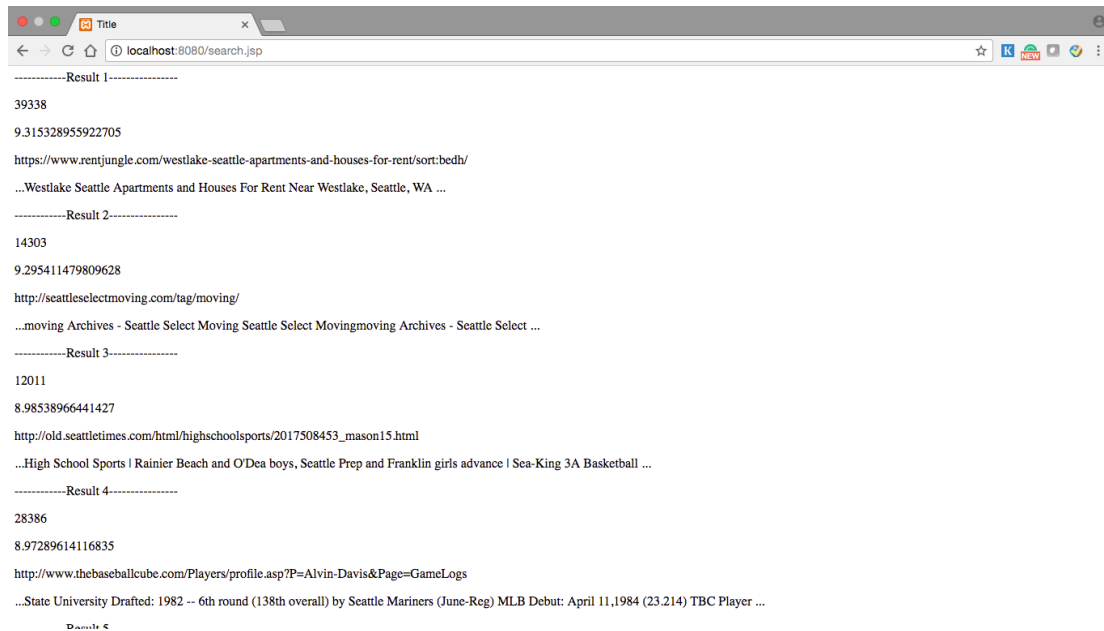 Title
localhost:8080/search.jsp
K
NEW
------------Result 1----------------
39338
9.315328955922705
https://www.rentjungle.com/westlake-seattle-apartments-and-houses-for-rent/sort:bedh/
...Westlake Seattle Apartments and Houses For Rent Near Westlake, Seattle, WA ...
------------Result 2----------------
14303
9.295411479809628
http://seattleselectmoving.com/tag/moving/
...moving Archives - Seattle Select Moving Seattle Select Movingmoving Archives - Seattle Select ...
------------Result 3----------------
12011
8.98538966441427
http://old.seattletimes.com/html/highschoolsports/2017508453_mason15.html
...High School Sports | Rainier Beach and O'Dea boys, Seattle Prep and Franklin girls advance | Sea-King 3A Basketball ...
------------Result 4----------------
28386
8.97289614116835
http://www.thebaseballcube.com/Players/profile.asp?P=Alvin-Davis&Page=GameLogs
...State University Drafted: 1982 -- 6th round (138th overall) by Seattle Mariners (June-Reg) MLB Debut: April 11,1984 (23.214) TBC Player ...
------------Result 5----------------